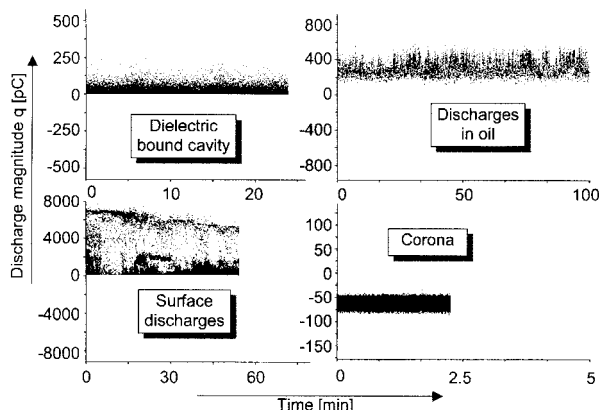 Discharge magnitude q [pC]
500
250
0
-250
-500
0 10 20
Dielectric
bound cavity
800
400
0
-400
-800
0 50 100
Discharges
in oil
8000
4000
0
-4000
-8000
0 30 60
Surface
discharges
100
50
0
-50
-100
-150
0 2.5 5
Corona
Time [min]